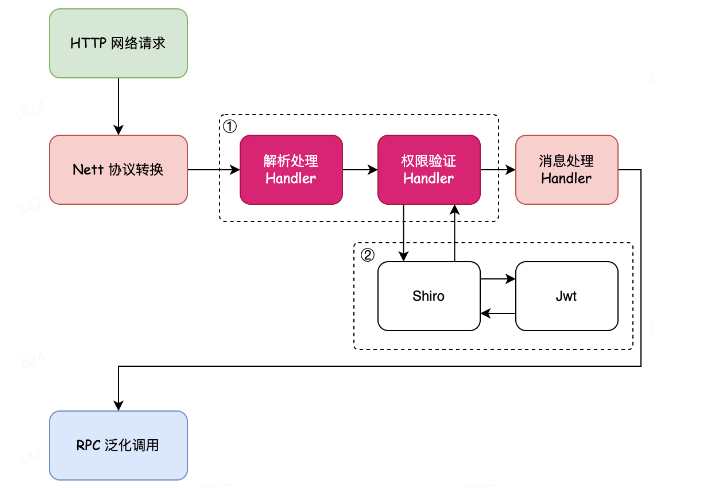 HTTP 网络请求
①
Nett 协议转换
解析处理
Handler
权限验证
Handler
消息处理
Handler
②
Shiro
Jwt
RPC 泛化调用